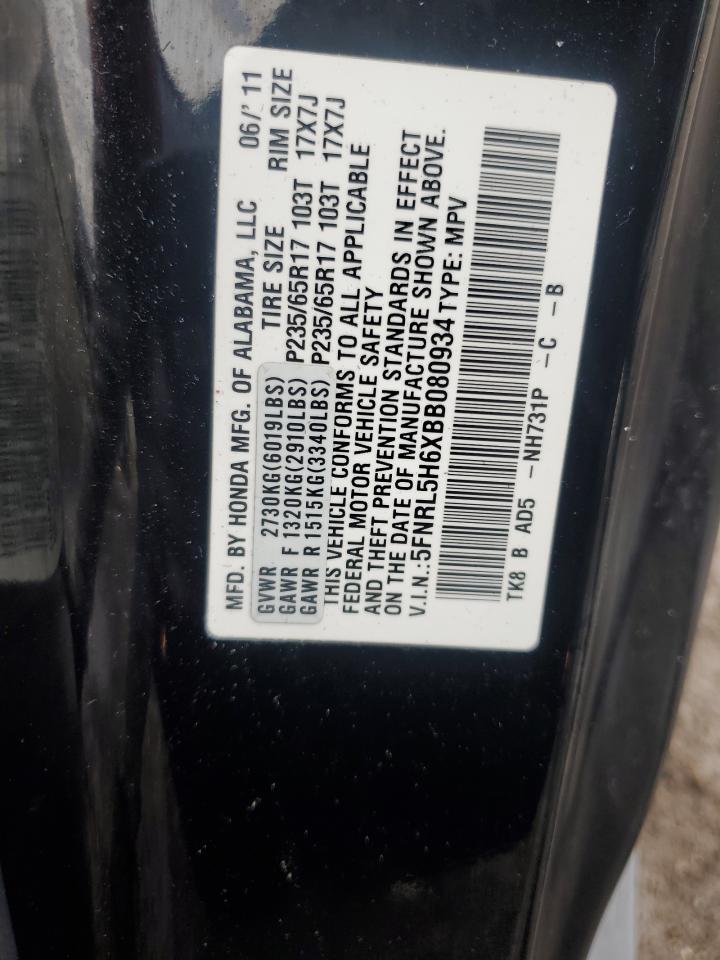 MFD. BY HONDA MFG. OF ALABAMA, LLC 06/' 11
GVWR 2730KG(6019LBS) TIRE SIZE RIM SIZE
GAWR F 1320KG(2910LBS) P235/65R17 103T 17X7J
GAWR R 1515KG(3340LBS) P235/65R17 103T 17X7J
THIS VEHICLE CONFORMS TO ALL APPLICABLE
FEDERAL MOTOR VEHICLE SAFETY
AND THEFT PREVENTION STANDARDS IN EFFECT
ON THE DATE OF MANUFACTURE SHOWN ABOVE.
V.I.N.: 5FNRL5H6XBB080934 TYPE: MPV
TK8 B AD5 -NH731P -C -B